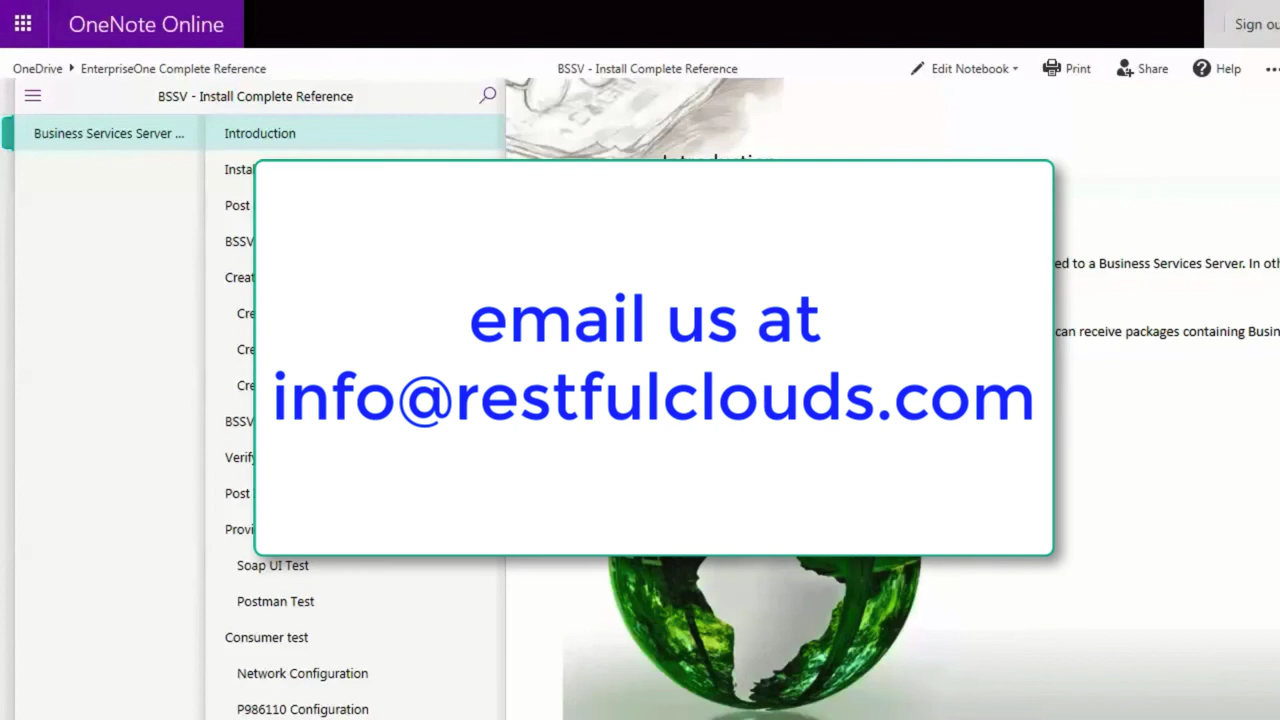 OneNote Online
Sign ou
OneDrive EnterpriseOne Complete Reference
BSSV - Install Complete Reference
Edit Notebook
Print
Share
Help
BSSV - Install Complete Reference
Business Services Server ...
Introduction
Insta
Post
BSSV
Creat
Cre
Cre
Cre
BSSV
Verify
Post
Provi
Soap UI Test
Postman Test
Consumer test
Network Configuration
P986110 Configuration
ed to a Business Services Server. In oth
can receive packages containing Busin
email us at
info@restfulclouds.com